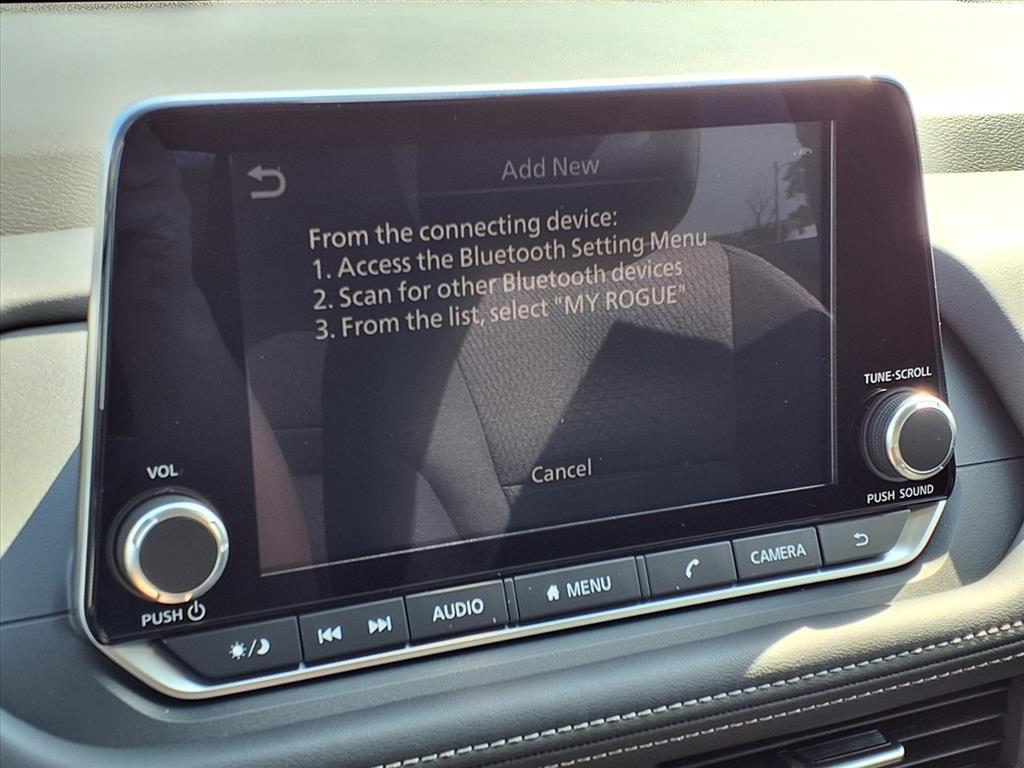 Add New
From the connecting device:
1. Access the Bluetooth Setting Menu
2. Scan for other Bluetooth devices
3. From the list, select "MY ROGUE"
Cancel
TUNE·SCROLL
VOL
PUSH SOUND
PUSH
AUDIO
MENU
CAMERA